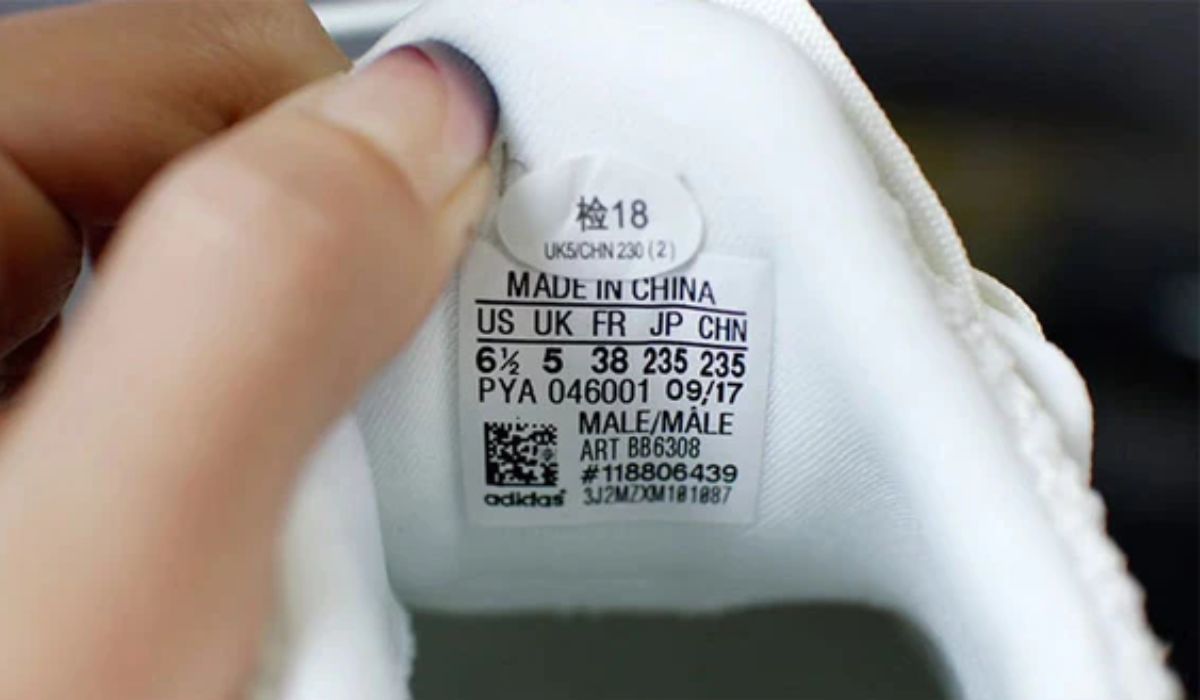 检18
UK5/CHN 230 (2)
MADE IN CHINA
US UK FR JP CHN
6½ 5 38 235 235
PYA 046001 09/17
MALE/MÂLE
ART BB6308
#118806439
adidas 3J2MZXM101087